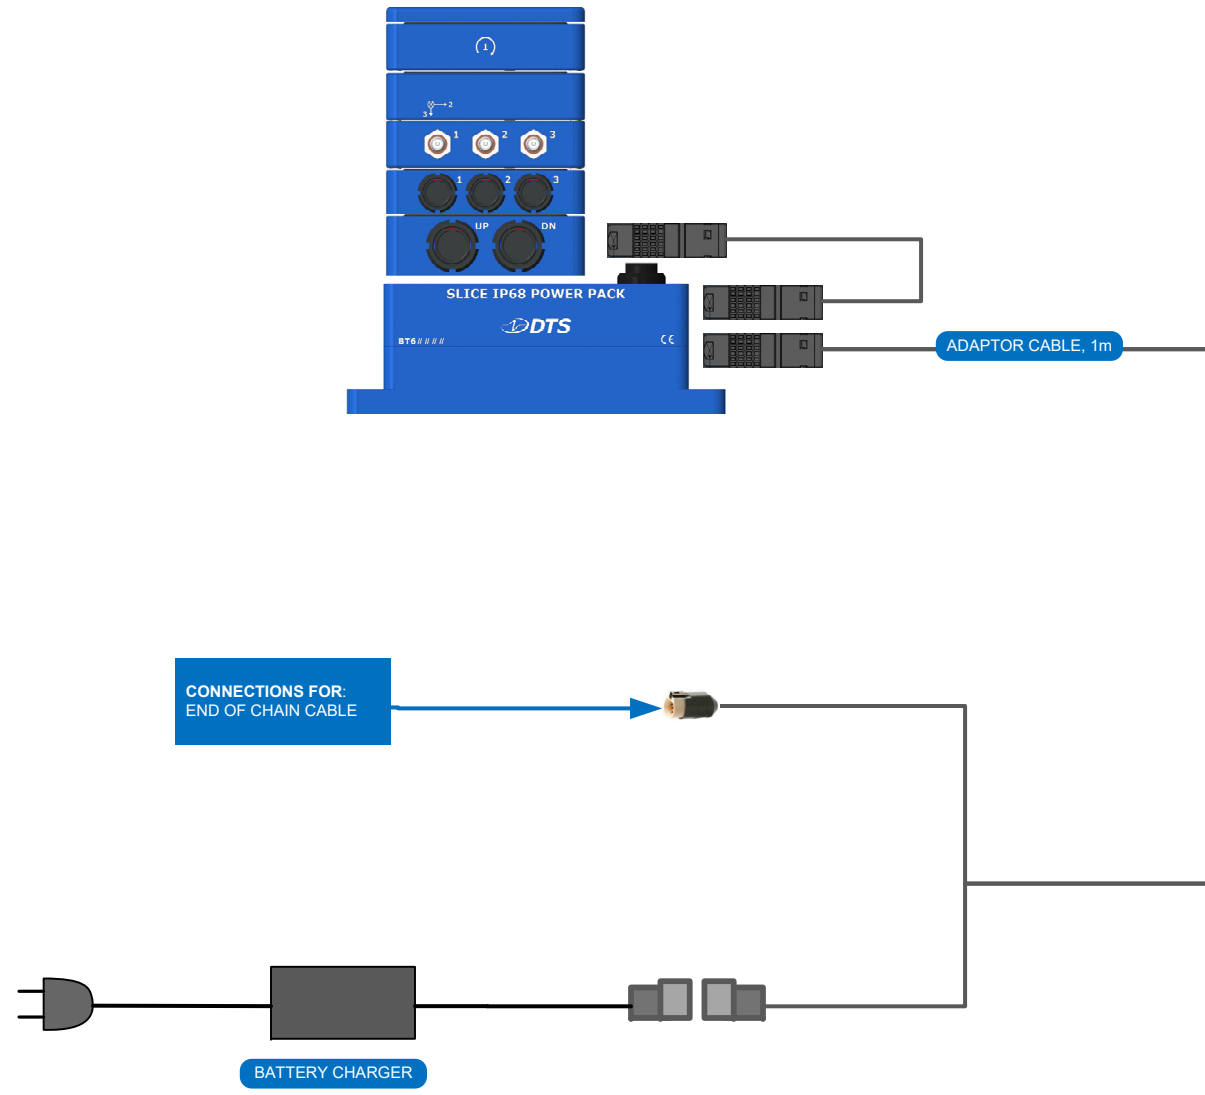 1
2
3
1 2 3
1 2 3
UP DN
SLICE IP68 POWER PACK
DTS
BT6////
CE
ADAPTOR CABLE, 1m
CONNECTIONS FOR:
END OF CHAIN CABLE
BATTERY CHARGER